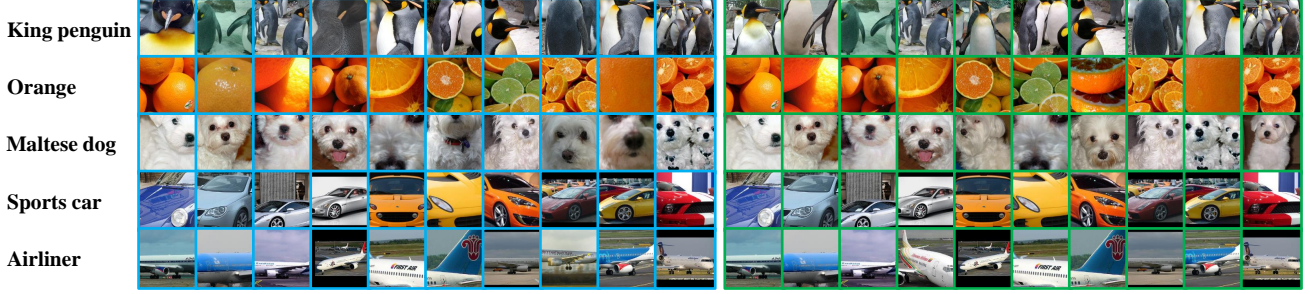 King penguin
Orange
Maltese dog
Sports car
Airliner
FIRST AIR
FIRST AIR